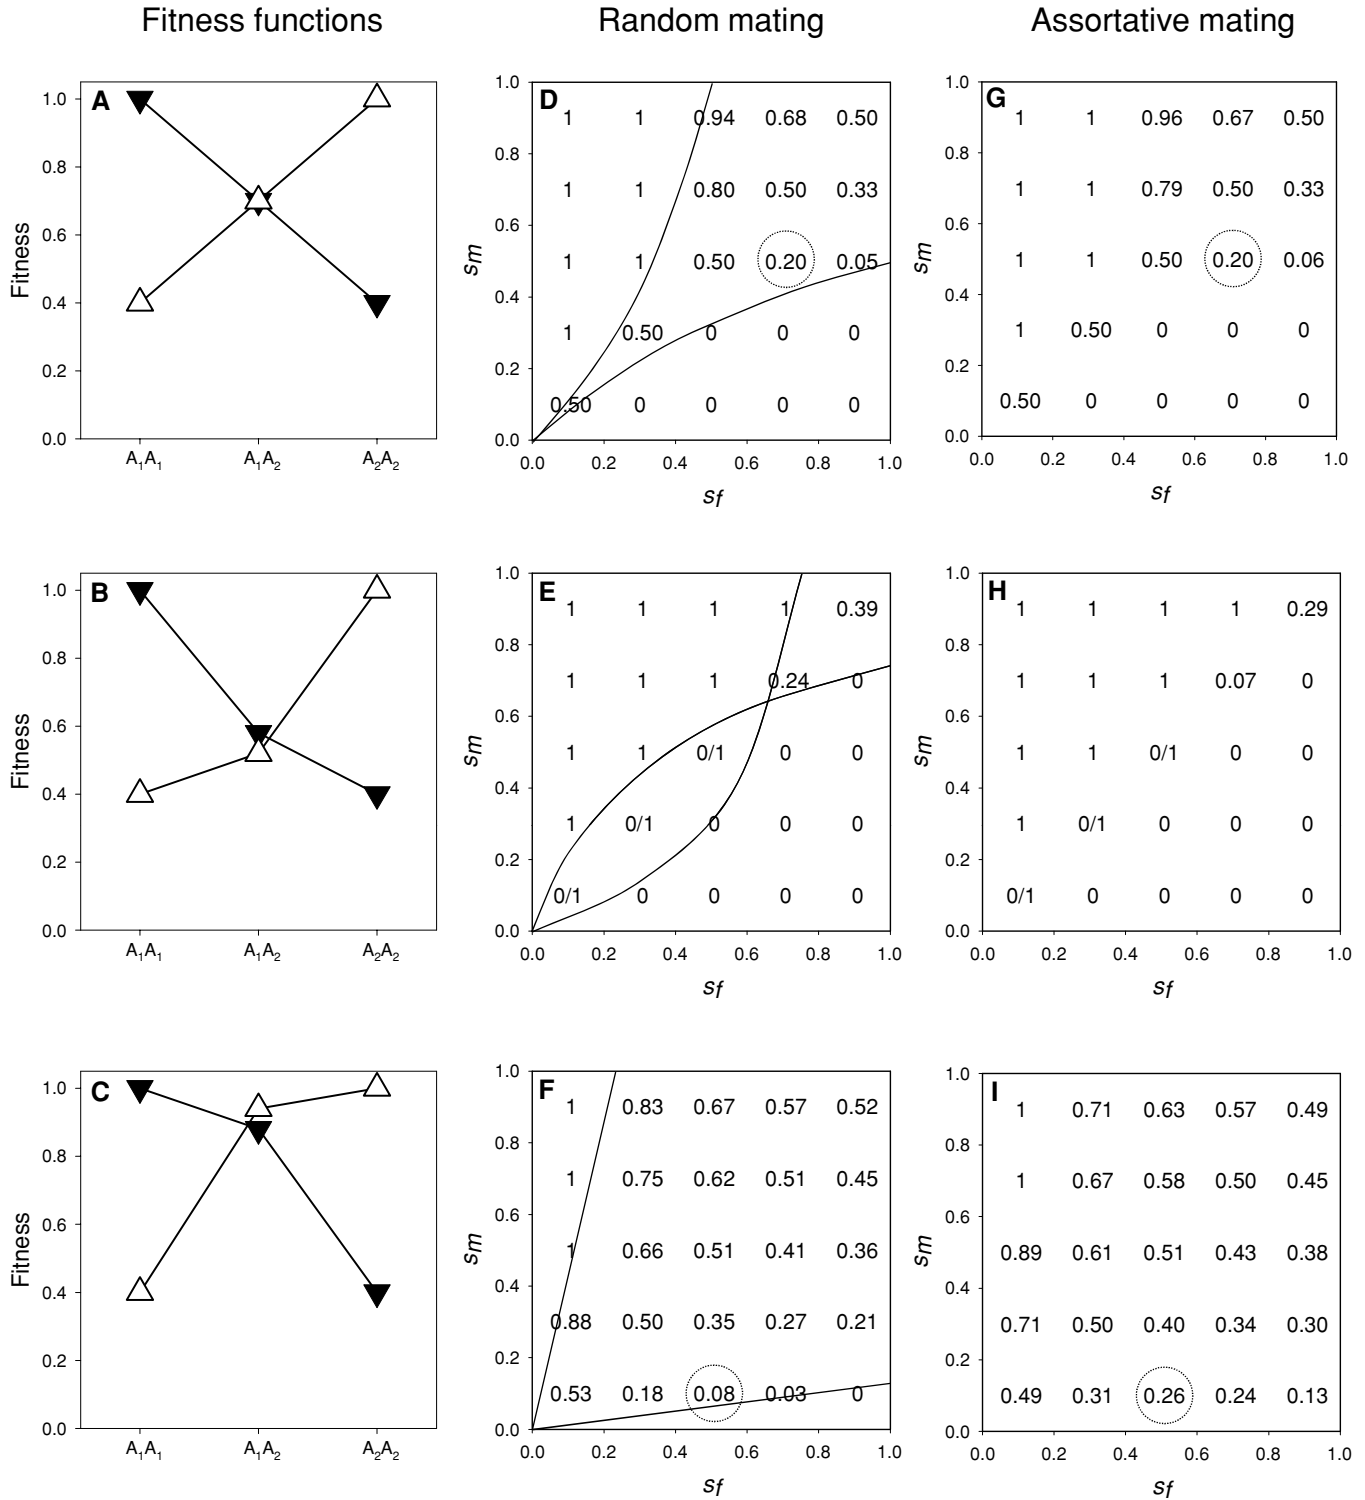 Fitness functions Random mating Assortative mating
A
1.0
0.8
0.6
0.4
0.2
0.0
Fitness
A1A1 A1A2 A2A2
D
1.0
0.8
0.6
0.4
0.2
0.0
sm
1 1 0.94 0.68 0.50
1 1 0.80 0.50 0.33
1 1 0.50 0.20 0.05
1 0.50 0 0 0
0.50 0 0 0 0
0.0 0.2 0.4 0.6 0.8 1.0
sf
G
1.0
0.8
0.6
0.4
0.2
0.0
sm
1 1 0.96 0.67 0.50
1 1 0.79 0.50 0.33
1 1 0.50 0.20 0.06
1 0.50 0 0 0
0.50 0 0 0 0
0.0 0.2 0.4 0.6 0.8 1.0
sf
B
1.0
0.8
0.6
0.4
0.2
0.0
Fitness
A1A1 A1A2 A2A2
E
1.0
0.8
0.6
0.4
0.2
0.0
sm
1 1 1 1 0.39
1 1 1 0.24 0
1 1 0/1 0 0
1 0/1 0 0 0
0/1 0 0 0 0
0.0 0.2 0.4 0.6 0.8 1.0
sf
H
1.0
0.8
0.6
0.4
0.2
0.0
sm
1 1 1 1 0.29
1 1 1 0.07 0
1 1 0/1 0 0
1 0/1 0 0 0
0/1 0 0 0 0
0.0 0.2 0.4 0.6 0.8 1.0
sf
C
1.0
0.8
0.6
0.4
0.2
0.0
Fitness
A1A1 A1A2 A2A2
F
1.0
0.8
0.6
0.4
0.2
0.0
sm
1 0.83 0.67 0.57 0.52
1 0.75 0.62 0.51 0.45
1 0.66 0.51 0.41 0.36
0.88 0.50 0.35 0.27 0.21
0.53 0.18 0.08 0.03 0
0.0 0.2 0.4 0.6 0.8 1.0
sf
I
1.0
0.8
0.6
0.4
0.2
0.0
sm
1 0.71 0.63 0.57 0.49
1 0.67 0.58 0.50 0.45
0.89 0.61 0.51 0.43 0.38
0.71 0.50 0.40 0.34 0.30
0.49 0.31 0.26 0.24 0.13
0.0 0.2 0.4 0.6 0.8 1.0
sf